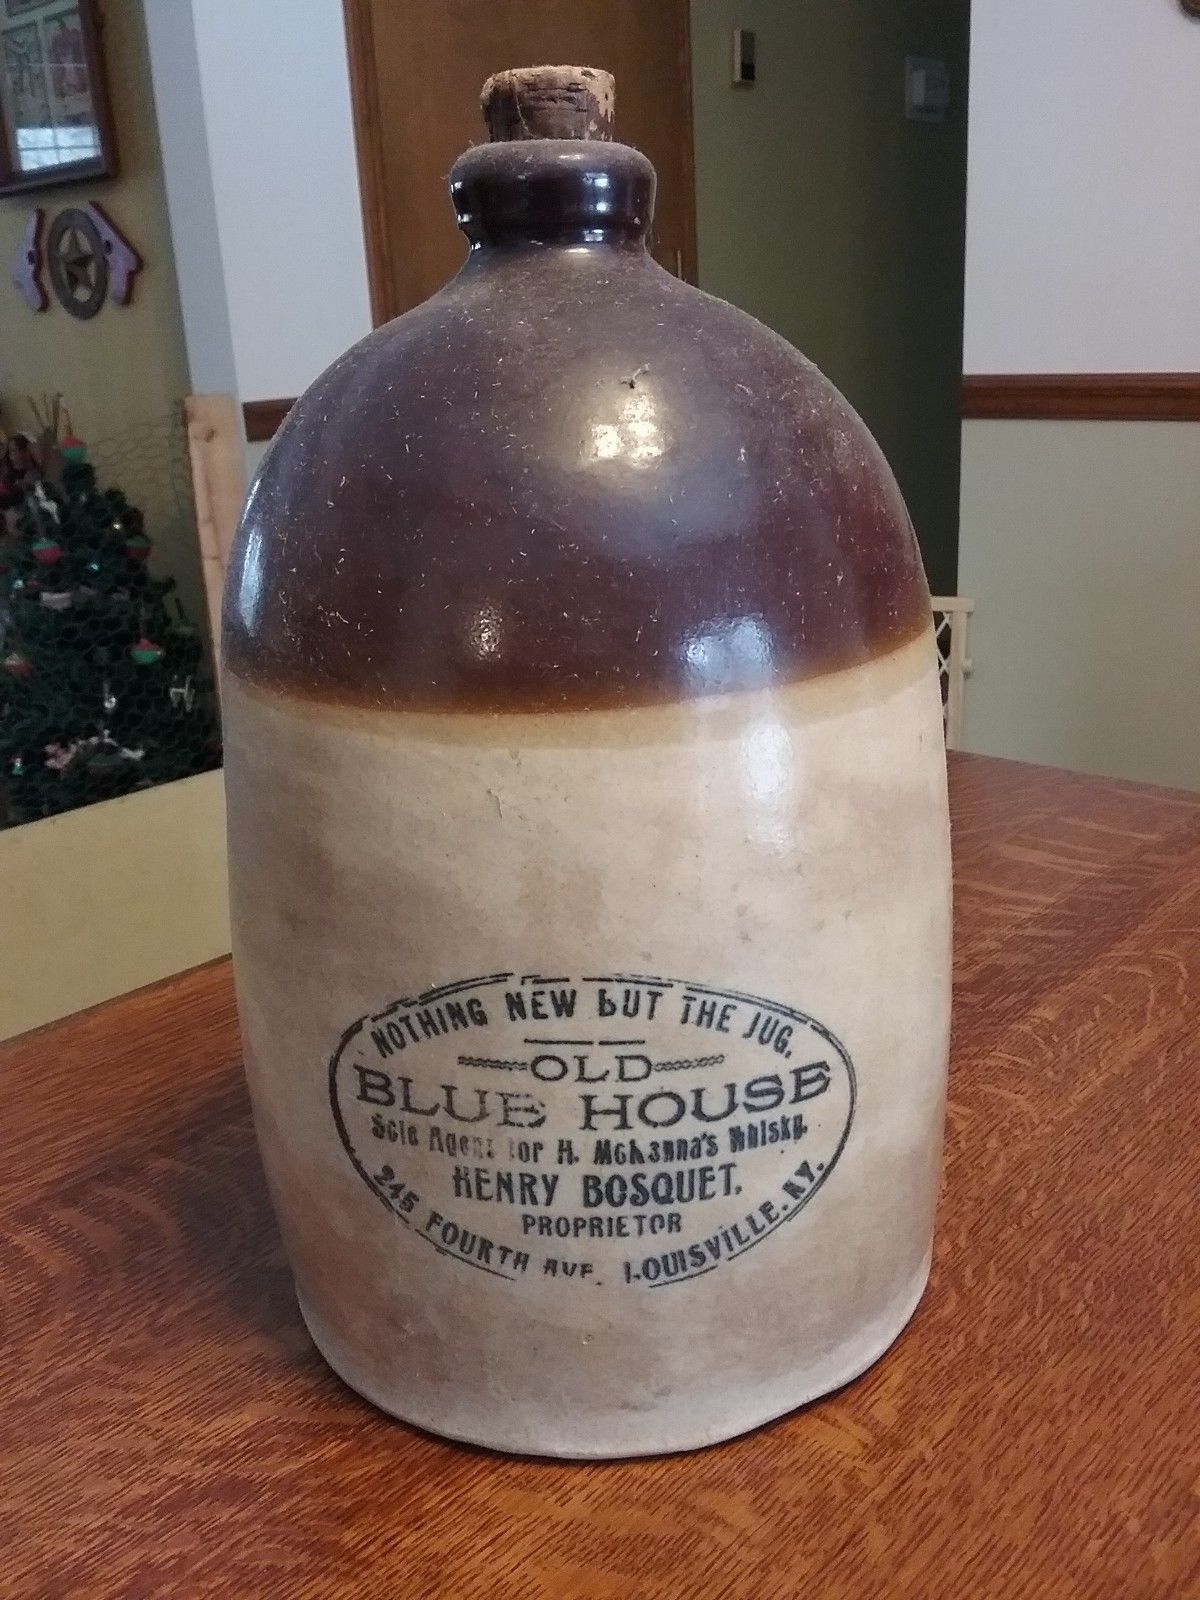 NOTHING NEW BUT THE JUG.
OLD
BLUE HOUSE
Sole Agent for H. McKenna's Whisky.
HENRY BOSQUET.
PROPRIETOR
245 FOURTH AVE. LOUISVILLE. KY.